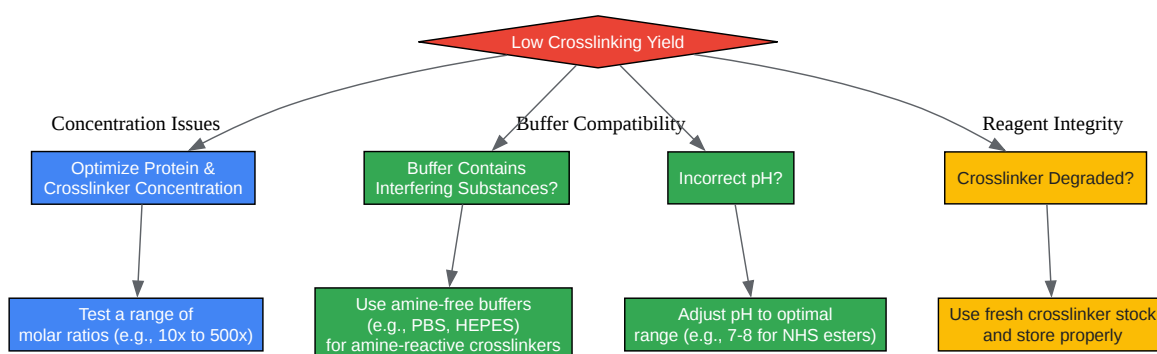 Low Crosslinking Yield
Concentration Issues
Buffer Compatibility
Reagent Integrity
Optimize Protein &
Crosslinker Concentration
Buffer Contains
Interfering Substances?
Incorrect pH?
Crosslinker Degraded?
Test a range of
molar ratios (e.g., 10x to 500x)
Use amine-free buffers
(e.g., PBS, HEPES)
for amine-reactive crosslinkers
Adjust pH to optimal
range (e.g., 7-8 for NHS esters)
Use fresh crosslinker stock
and store properly